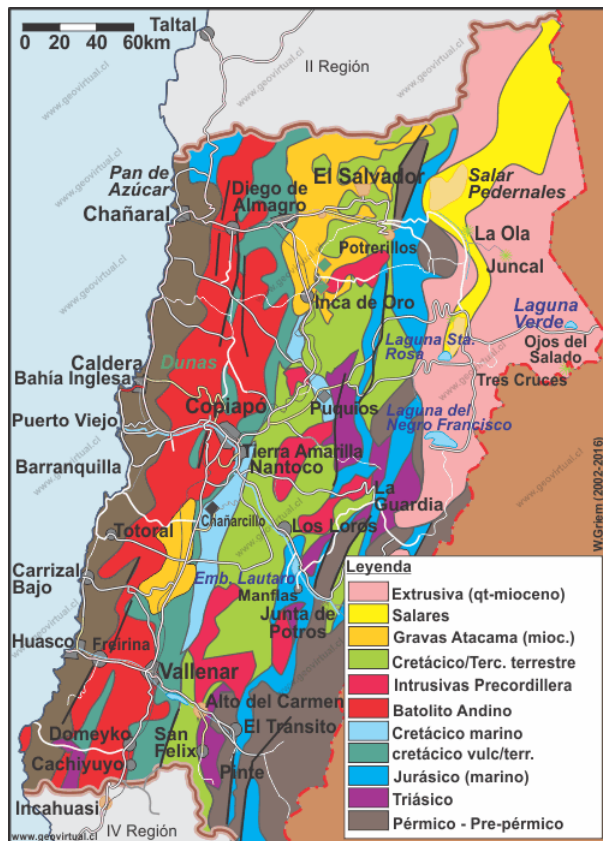 0 20 40 60km
Taltal
II Región
www.geovirtual.cl
Pan de
Azúcar
Chañaral
Diego de
Almagro
El Salvador
Salar
Pedernales
Potrerillos
La Ola
Juncal
Inca de Oro
Laguna
Verde
Laguna Sta.
Rosa
Ojos del
Salado
Caldera
Dunas
Bahía Inglesa
Tres Cruces
Copiapó
Puquios
Laguna del
Negro Francisco
Puerto Viejo
Tierra Amarilla
Nantoco
Barranquilla
La
Guardia
Chañarcillo
Los Loros
Totoral
Carrizal
Bajo
Emb. Lautaro
Manflas
Junta de
Potros
Huasco
Freirina
Vallenar
Alto del Carmen
Domeyko
San
Felix
El Tránsito
Cachiyuyo
Pinte
Incahuasi
IV Región
www.geovirtual.cl
W.Griem (2002-2016)
Leyenda
Extrusiva (qt-mioceno)
Salares
Gravas Atacama (mioc.)
Cretácico/Terc. terrestre
Intrusivas Precordillera
Batolito Andino
Cretácico marino
cretácico vulc/terr.
Jurásico (marino)
Triásico
Pérmico - Pre-pérmico